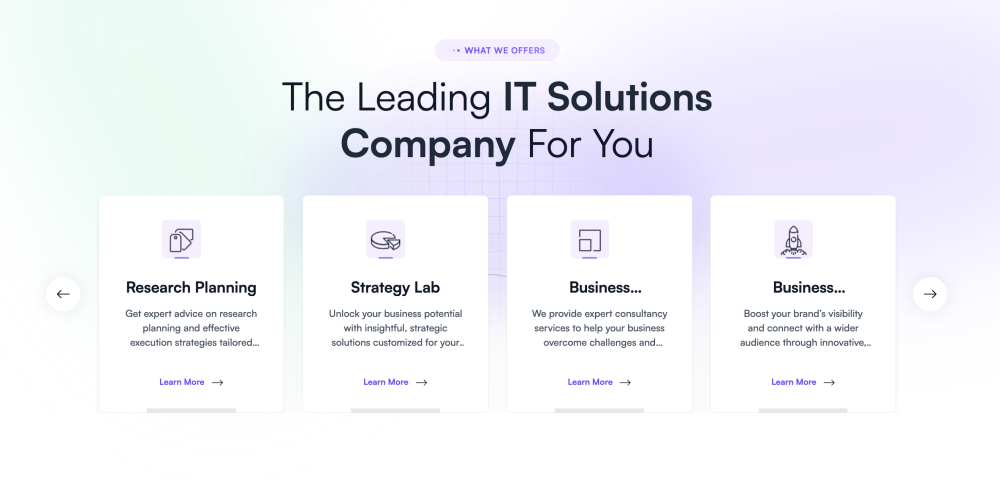 WHAT WE OFFERS
The Leading IT Solutions
Company For You
Research Planning
Get expert advice on research
planning and effective
execution strategies tailored...
Learn More
Strategy Lab
Unlock your business potential
with insightful, strategic
solutions customized for your...
Learn More
Business...
We provide expert consultancy
services to help your business
overcome challenges and...
Learn More
Business...
Boost your brand's visibility
and connect with a wider
audience through innovative,...
Learn More